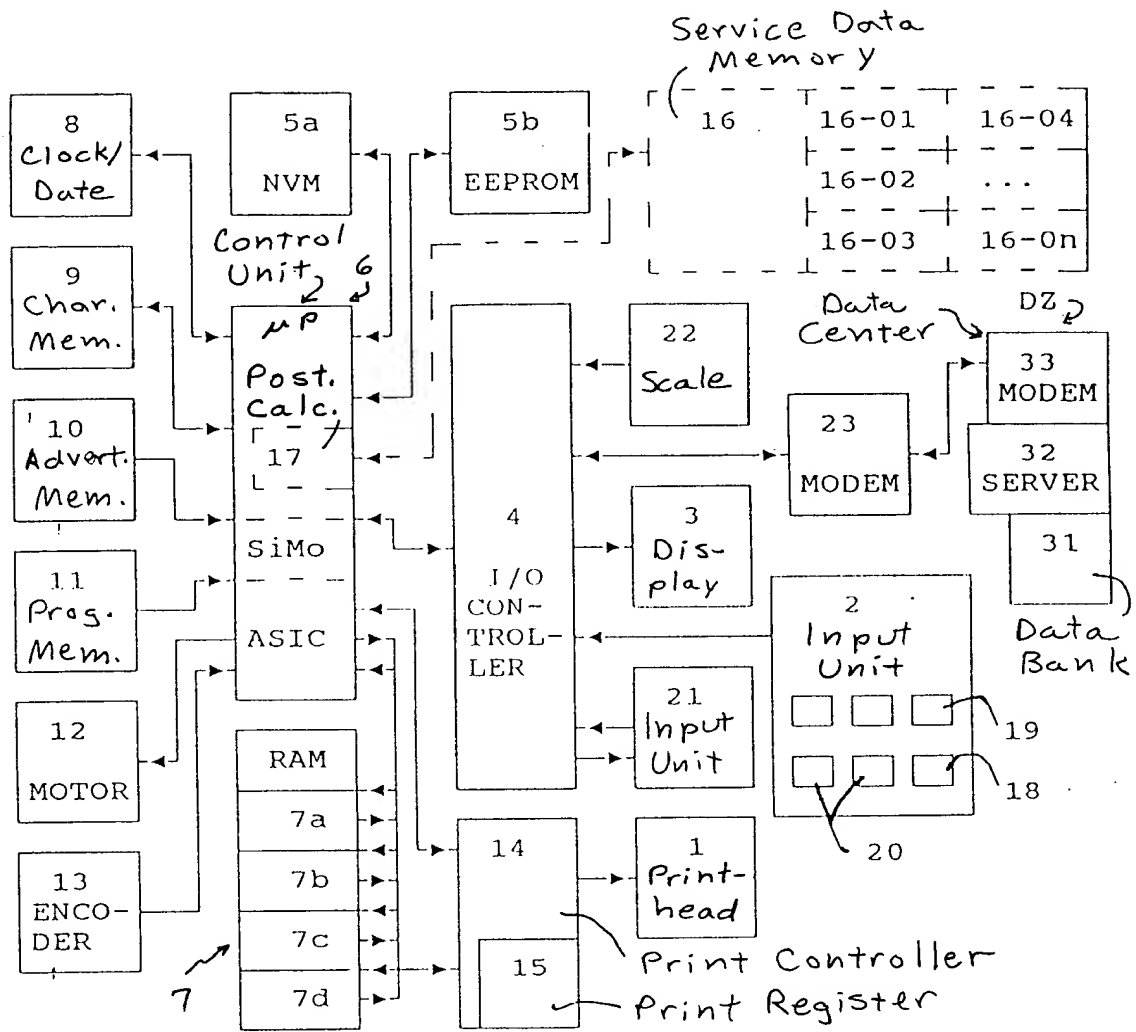 Service Data
Memory
8
Clock/
Date
5a
NVM
5b
EEPROM
16
16-01
16-04
16-02
...
16-03
16-0n
Control
Unit
6
9
Char.
Mem.
μP
Post.
Calc.
17
10
Advert.
Mem.
SiMo
ASIC
11
Prog.
Mem.
12
MOTOR
13
ENCO-
DER
RAM
7a
7b
7c
7d
7
4
I/O
CON-
TROL-
LER
22
Scale
23
MODEM
Data
Center
DZ
33
MODEM
32
SERVER
31
Data
Bank
3
Dis-
play
2
Input
Unit
19
18
20
21
Input
Unit
14
15
1
Print-
head
Print Controller
Print Register